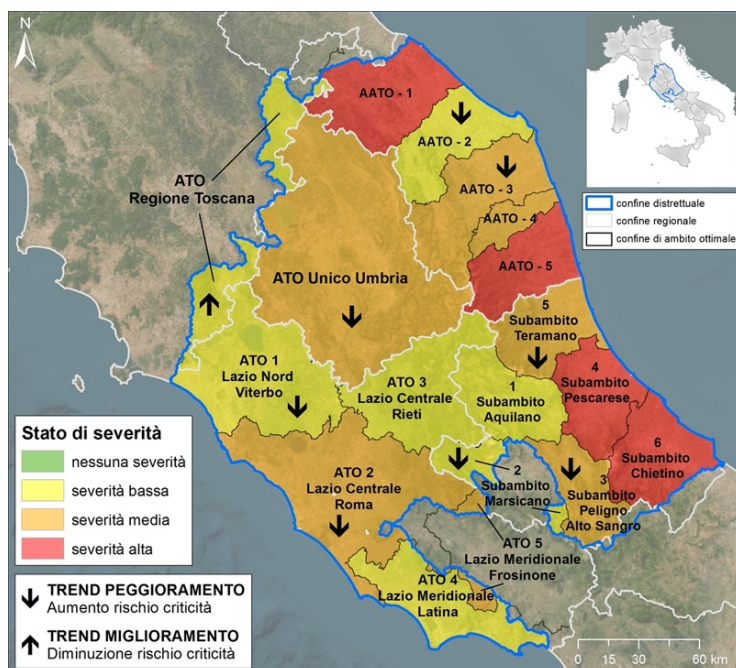 N
AATO - 1
AATO - 2
ATO
Regione Toscana
AATO - 3
AATO - 4
AATO - 5
ATO Unico Umbria
5
Subambito
Teramano
ATO 1
Lazio Nord
Viterbo
ATO 3
Lazio Centrale
Rieti
1
Subambito
Aquilano
4
Subambito
Pescarese
6
Subambito
Chietino
2
Subambito
Marsicano
3
Subambito
Peligno
Alto Sangro
ATO 2
Lazio Centrale
Roma
ATO 5
Lazio Meridionale
Frosinone
ATO 4
Lazio Meridionale
Latina
confine distrettuale
confine regionale
confine di ambito ottimale
Stato di severità
nessuna severità
severità bassa
severità media
severità alta
TREND PEGGIORAMENTO
Aumento rischio criticità
TREND MIGLIORAMENTO
Diminuzione rischio criticità
0 15 30 60 km